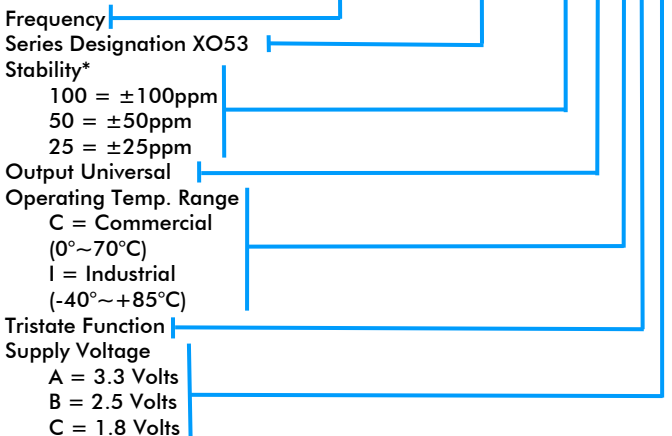 Frequency
Series Designation XO53
Stability*
100 = ±100ppm
50 = ±50ppm
25 = ±25ppm
Output Universal
Operating Temp. Range
C = Commercial
(0°~70°C)
I = Industrial
(-40°~+85°C)
Tristate Function
Supply Voltage
A = 3.3 Volts
B = 2.5 Volts
C = 1.8 Volts